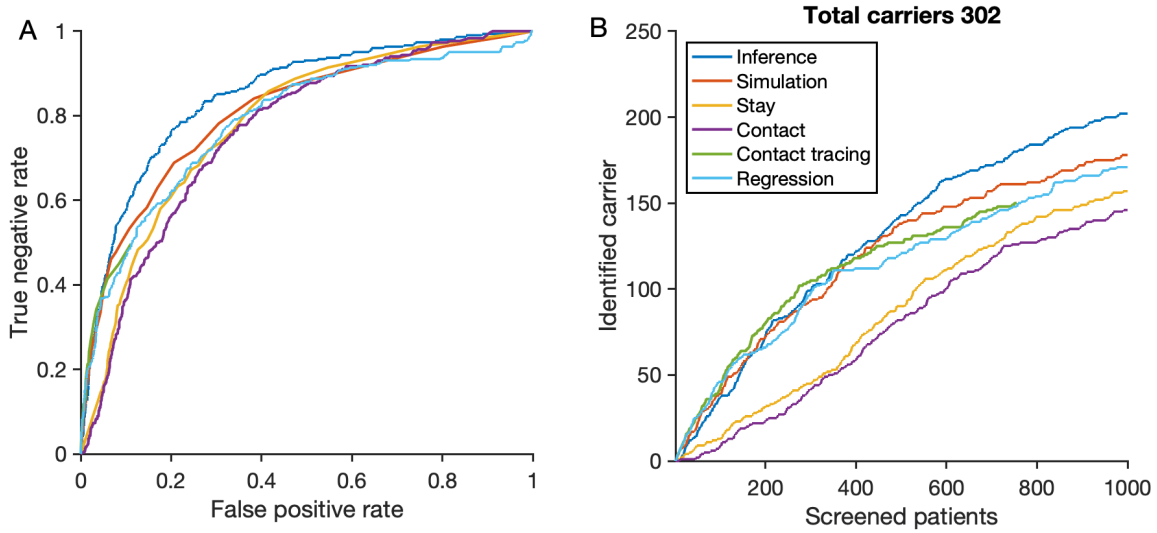 A
True negative rate
1
0.8
0.6
0.4
0.2
0
0 0.2 0.4 0.6 0.8 1
False positive rate
B
Total carriers 302
Identified carrier
250
200
150
100
50
0
Inference
Simulation
Stay
Contact
Contact tracing
Regression
200 400 600 800 1000
Screened patients